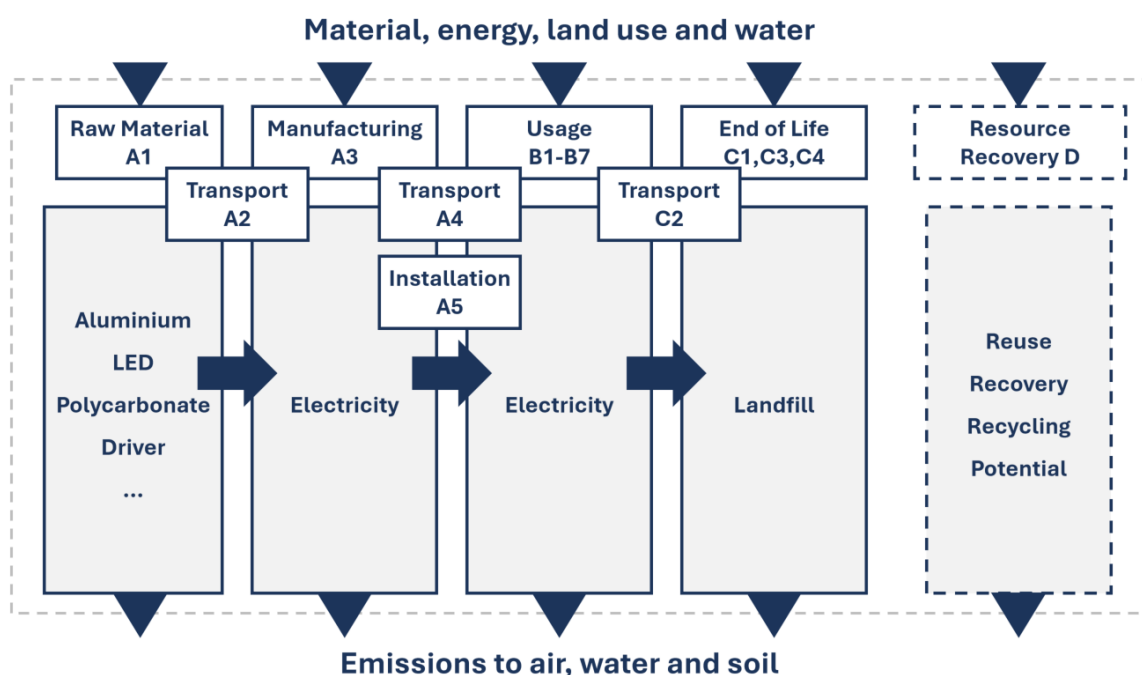 Material, energy, land use and water
Raw Material
A1
Manufacturing
A3
Usage
B1-B7
End of Life
C1,C3,C4
Resource
Recovery D
Transport
A2
Transport
A4
Transport
C2
Installation
A5
Aluminium
LED
Polycarbonate
Driver
...
Electricity
Electricity
Landfill
Reuse
Recovery
Recycling
Potential
Emissions to air, water and soil